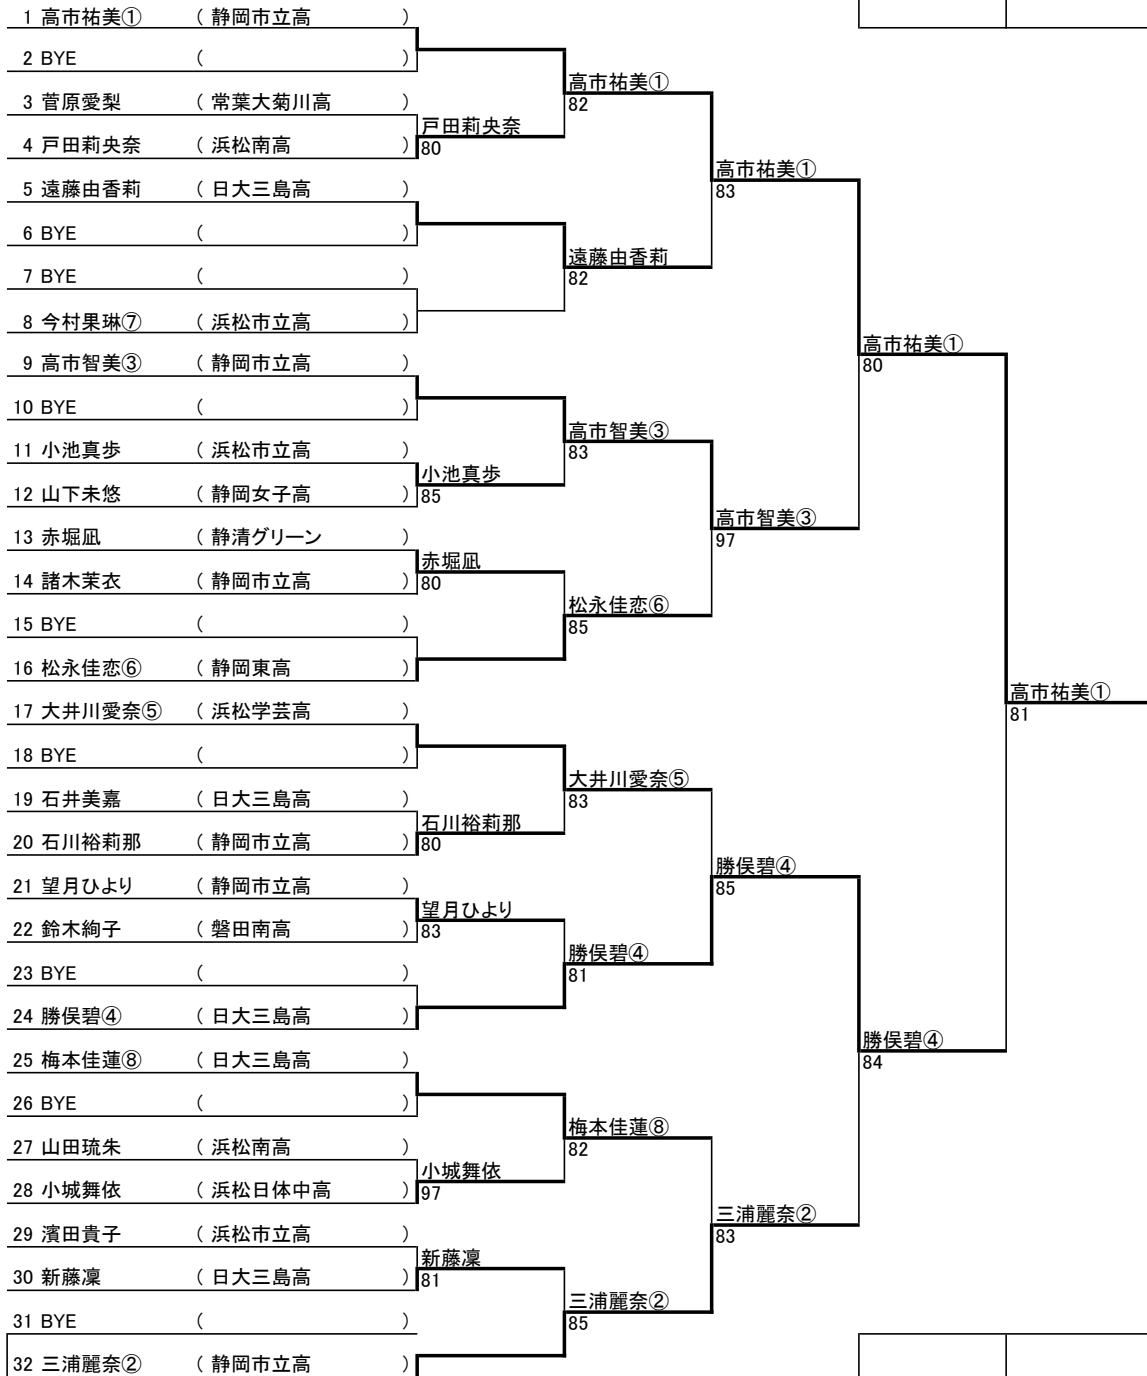 1 高市祐美① ( 静岡市立高 )
2 BYE ( )
3 菅原愛梨 ( 常葉大菊川高 )
4 戸田莉央奈 ( 浜松南高 )
5 遠藤由香莉 ( 日大三島高 )
6 BYE ( )
7 BYE ( )
8 今村果琳⑦ ( 浜松市立高 )
9 高市智美③ ( 静岡市立高 )
10 BYE ( )
11 小池真歩 ( 浜松市立高 )
12 山下未悠 ( 静岡女子高 )
13 赤堀凪 ( 静清グリーン )
14 諸木茉衣 ( 静岡市立高 )
15 BYE ( )
16 松永佳恋⑥ ( 静岡東高 )
17 大井川愛奈⑤ ( 浜松学芸高 )
18 BYE ( )
19 石井美嘉 ( 日大三島高 )
20 石川裕莉那 ( 静岡市立高 )
21 望月ひより ( 静岡市立高 )
22 鈴木絢子 ( 磐田南高 )
23 BYE ( )
24 勝俣碧④ ( 日大三島高 )
25 梅本佳蓮⑧ ( 日大三島高 )
26 BYE ( )
27 山田琉朱 ( 浜松南高 )
28 小城舞依 ( 浜松日体中高 )
29 濱田貴子 ( 浜松市立高 )
30 新藤凜 ( 日大三島高 )
31 BYE ( )
32 三浦麗奈② ( 静岡市立高 )
戸田莉央奈
80
小池真歩
85
赤堀凪
80
石川裕莉那
80
望月ひより
83
小城舞依
97
新藤凜
81
高市祐美①
82
遠藤由香莉
82
高市智美③
83
松永佳恋⑥
85
大井川愛奈⑤
83
勝俣碧④
81
梅本佳蓮⑧
82
三浦麗奈②
85
高市祐美①
83
高市智美③
97
勝俣碧④
85
三浦麗奈②
83
高市祐美①
80
勝俣碧④
84
高市祐美①
81